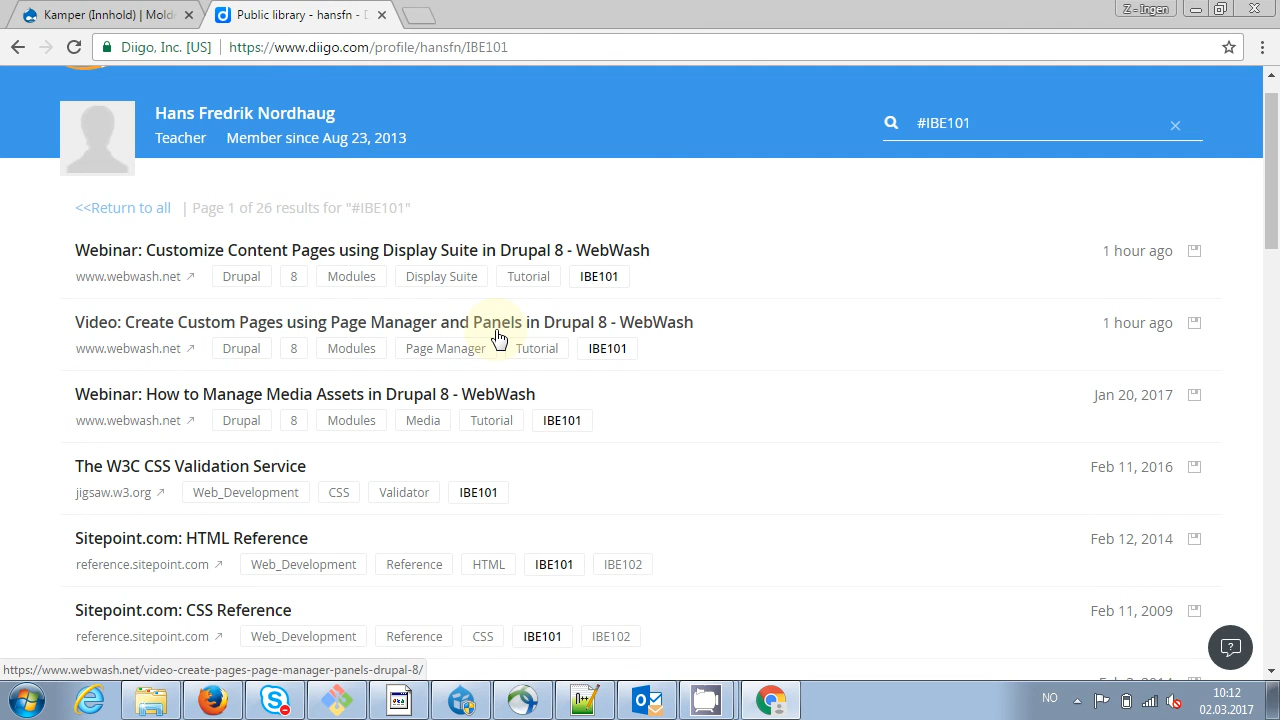 Kamper (Innhold) | Molde
Public library - hansfn - D
Z - Ingen
Diigo, Inc. [US]
https://www.diigo.com/profile/hansfn/IBE101
Hans Fredrik Nordhaug
Teacher Member since Aug 23, 2013
#IBE101
<<Return to all | Page 1 of 26 results for "#IBE101"
Webinar: Customize Content Pages using Display Suite in Drupal 8 - WebWash 1 hour ago
www.webwash.net Drupal 8 Modules Display Suite Tutorial IBE101
Video: Create Custom Pages using Page Manager and Panels in Drupal 8 - WebWash 1 hour ago
www.webwash.net Drupal 8 Modules Page Manager Tutorial IBE101
Webinar: How to Manage Media Assets in Drupal 8 - WebWash Jan 20, 2017
www.webwash.net Drupal 8 Modules Media Tutorial IBE101
The W3C CSS Validation Service Feb 11, 2016
jigsaw.w3.org Web_Development CSS Validator IBE101
Sitepoint.com: HTML Reference Feb 12, 2014
reference.sitepoint.com Web_Development Reference HTML IBE101 IBE102
Sitepoint.com: CSS Reference Feb 11, 2009
reference.sitepoint.com Web_Development Reference CSS IBE101 IBE102
https://www.webwash.net/video-create-pages-page-manager-panels-drupal-8/
NO
10:12
02.03.2017